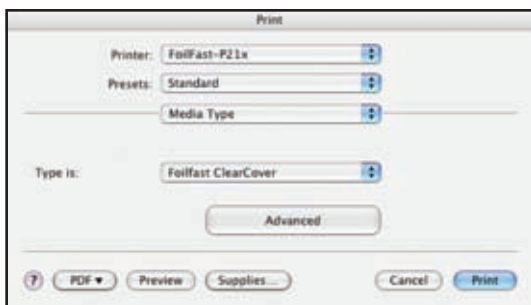 Print
Printer: FoilFast-P21x
Presets: Standard
Media Type
Type is: Foilfast ClearCover
Advanced
? PDF ▼ Preview Supplies... Cancel Print